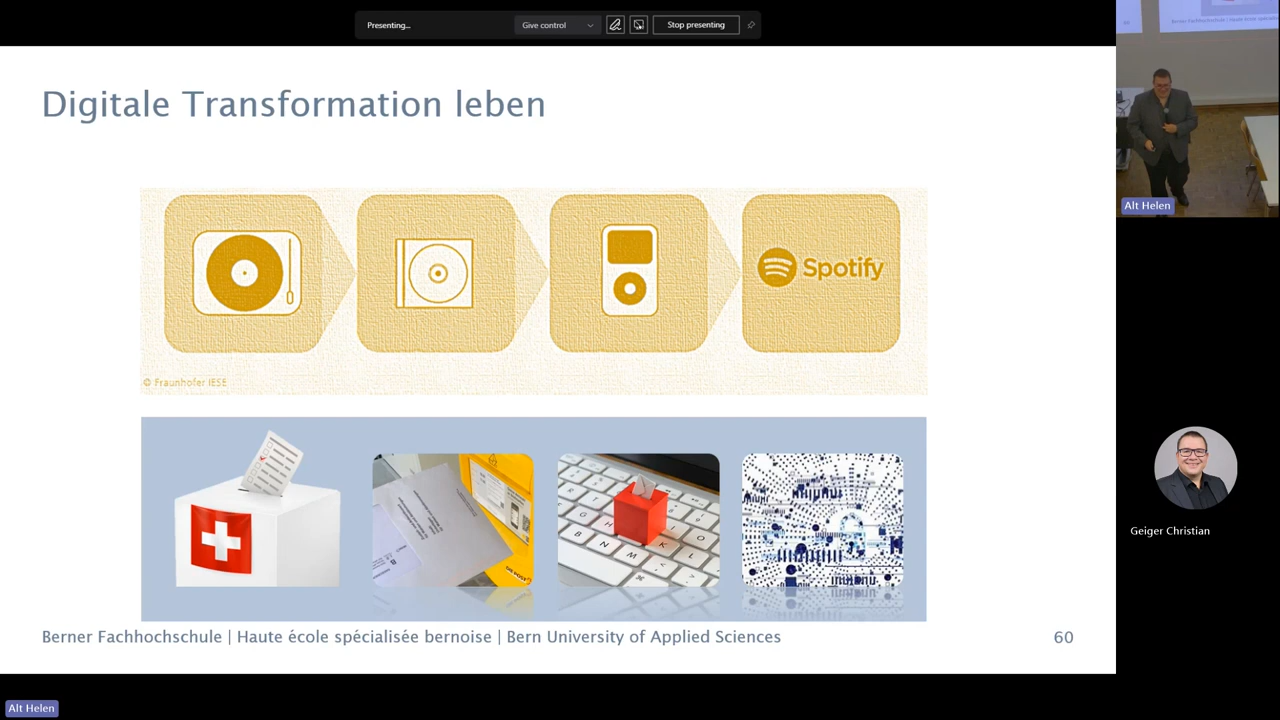 Presenting...
Give control
Stop presenting
Digitale Transformation leben
Spotify
© Fraunhofer IESE
Berner Fachhochschule | Haute école spécialisée bernoise | Bern University of Applied Sciences
60
Alt Helen
Geiger Christian
Alt Helen